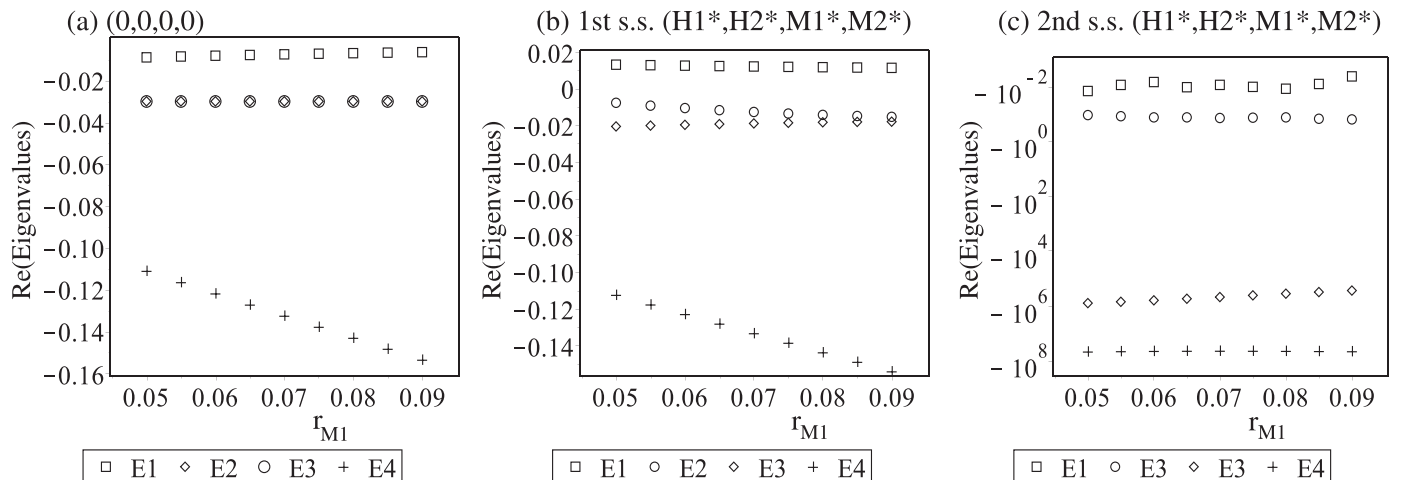 (a) (0,0,0,0)
Re(Eigenvalues)
−0.02
−0.04
−0.06
−0.08
−0.10
−0.12
−0.14
−0.16
0.05 0.06 0.07 0.08 0.09
r_M1
□ E1 ◇ E2 ○ E3 + E4
(b) 1st s.s. (H1*,H2*,M1*,M2*)
Re(Eigenvalues)
0.02
0
−0.02
−0.04
−0.06
−0.08
−0.10
−0.12
−0.14
0.05 0.06 0.07 0.08 0.09
r_M1
□ E1 ○ E2 ◇ E3 + E4
(c) 2nd s.s. (H1*,H2*,M1*,M2*)
Re(Eigenvalues)
− 10^−2
− 10^0
− 10^2
− 10^4
− 10^6
− 10^8
0.05 0.06 0.07 0.08 0.09
r_M1
□ E1 ○ E3 ◇ E3 + E4